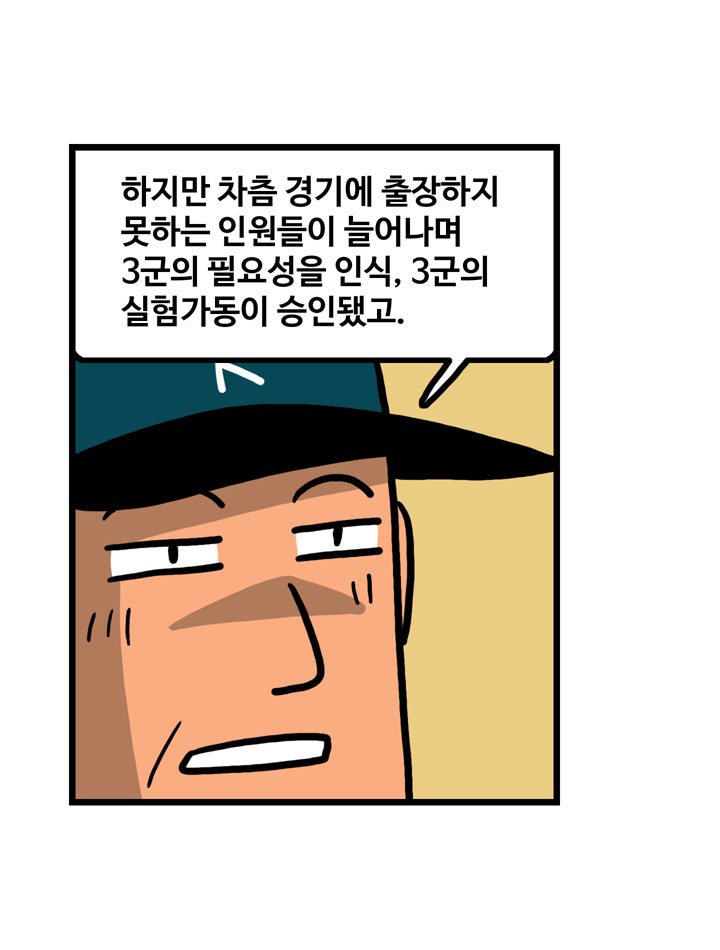 하지만 차츰 경기에 출장하지
못하는 인원들이 늘어나며
3군의 필요성을 인식, 3군의
실험가동이 승인됐고.